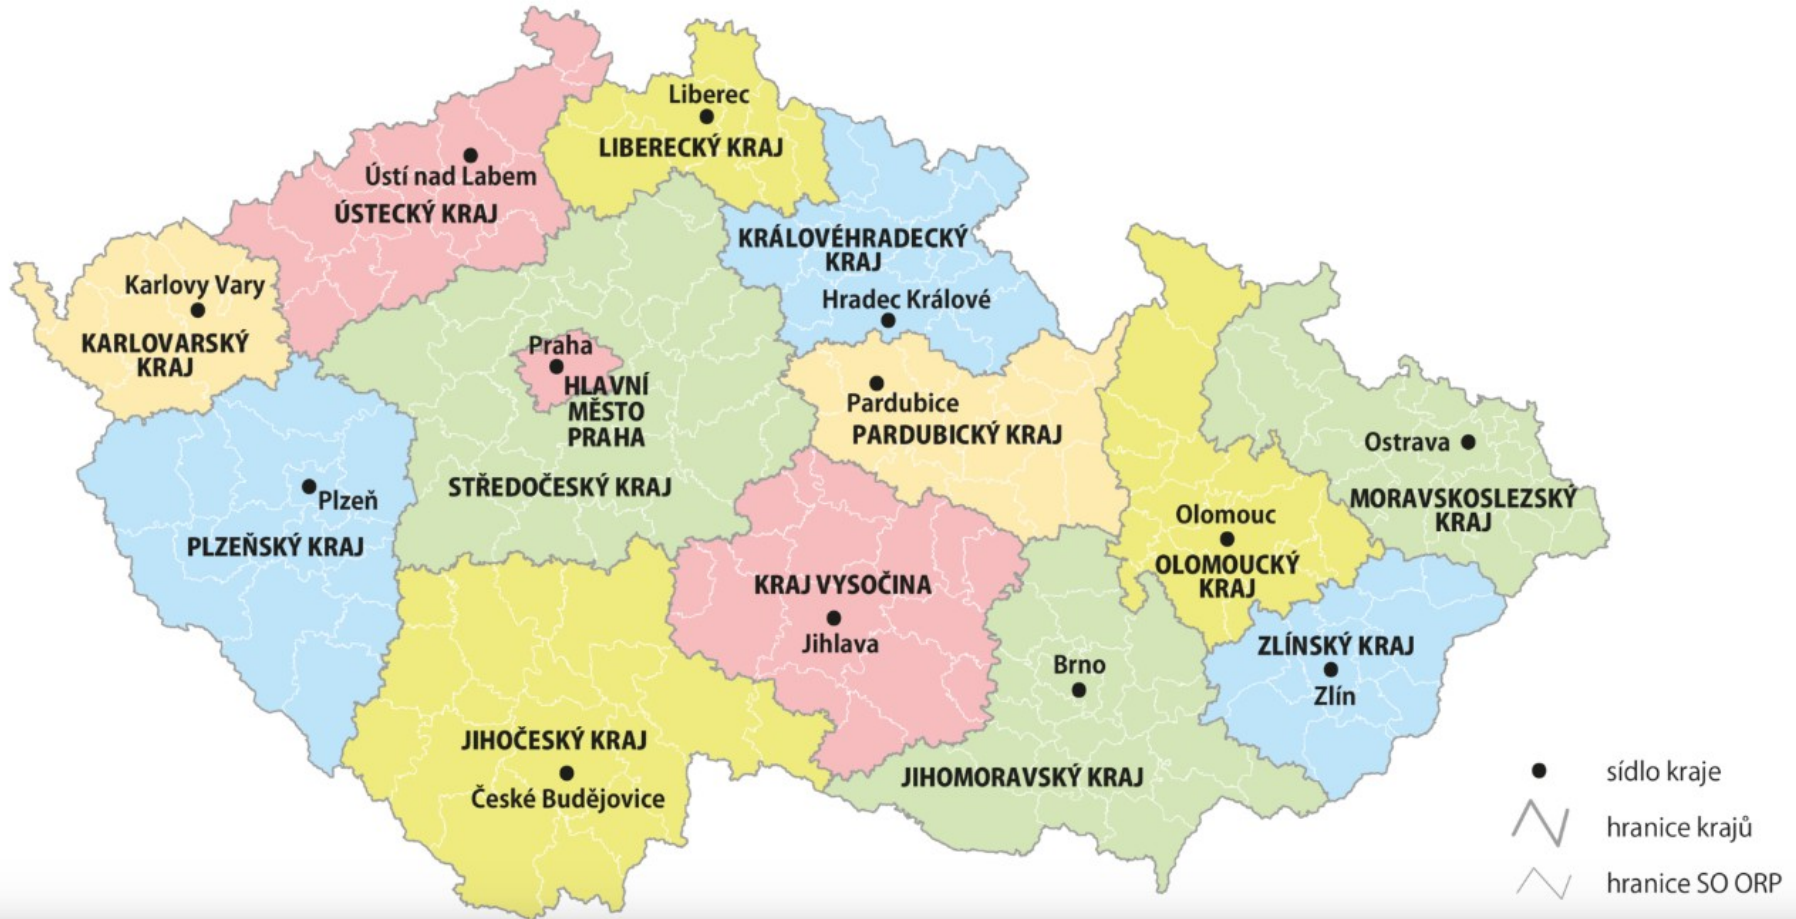 Liberec
LIBERECKÝ KRAJ
Ústí nad Labem
ÚSTECKÝ KRAJ
KRÁLOVÉHRADECKÝ
KRAJ
Hradec Králové
Karlovy Vary
KARLOVARSKÝ
KRAJ
Praha
HLAVNÍ
MĚSTO
PRAHA
Pardubice
PARDUBICKÝ KRAJ
Ostrava
MORAVSKOSLEZSKÝ
KRAJ
STŘEDOČESKÝ KRAJ
Plzeň
PLZEŇSKÝ KRAJ
Olomouc
OLOMOUCKÝ
KRAJ
KRAJ VYSOČINA
Jihlava
Brno
ZLÍNSKÝ KRAJ
Zlín
JIHOČESKÝ KRAJ
České Budějovice
JIHOMORAVSKÝ KRAJ
sídlo kraje
hranice krajů
hranice SO ORP